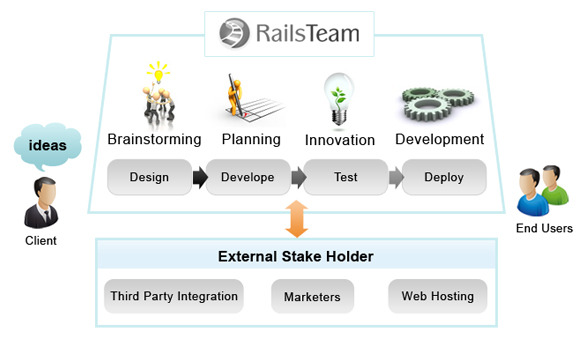 RailsTeam
Brainstorming Planning Innovation Development
ideas
Design Develope Test Deploy
Client
End Users
External Stake Holder
Third Party Integration Marketers Web Hosting